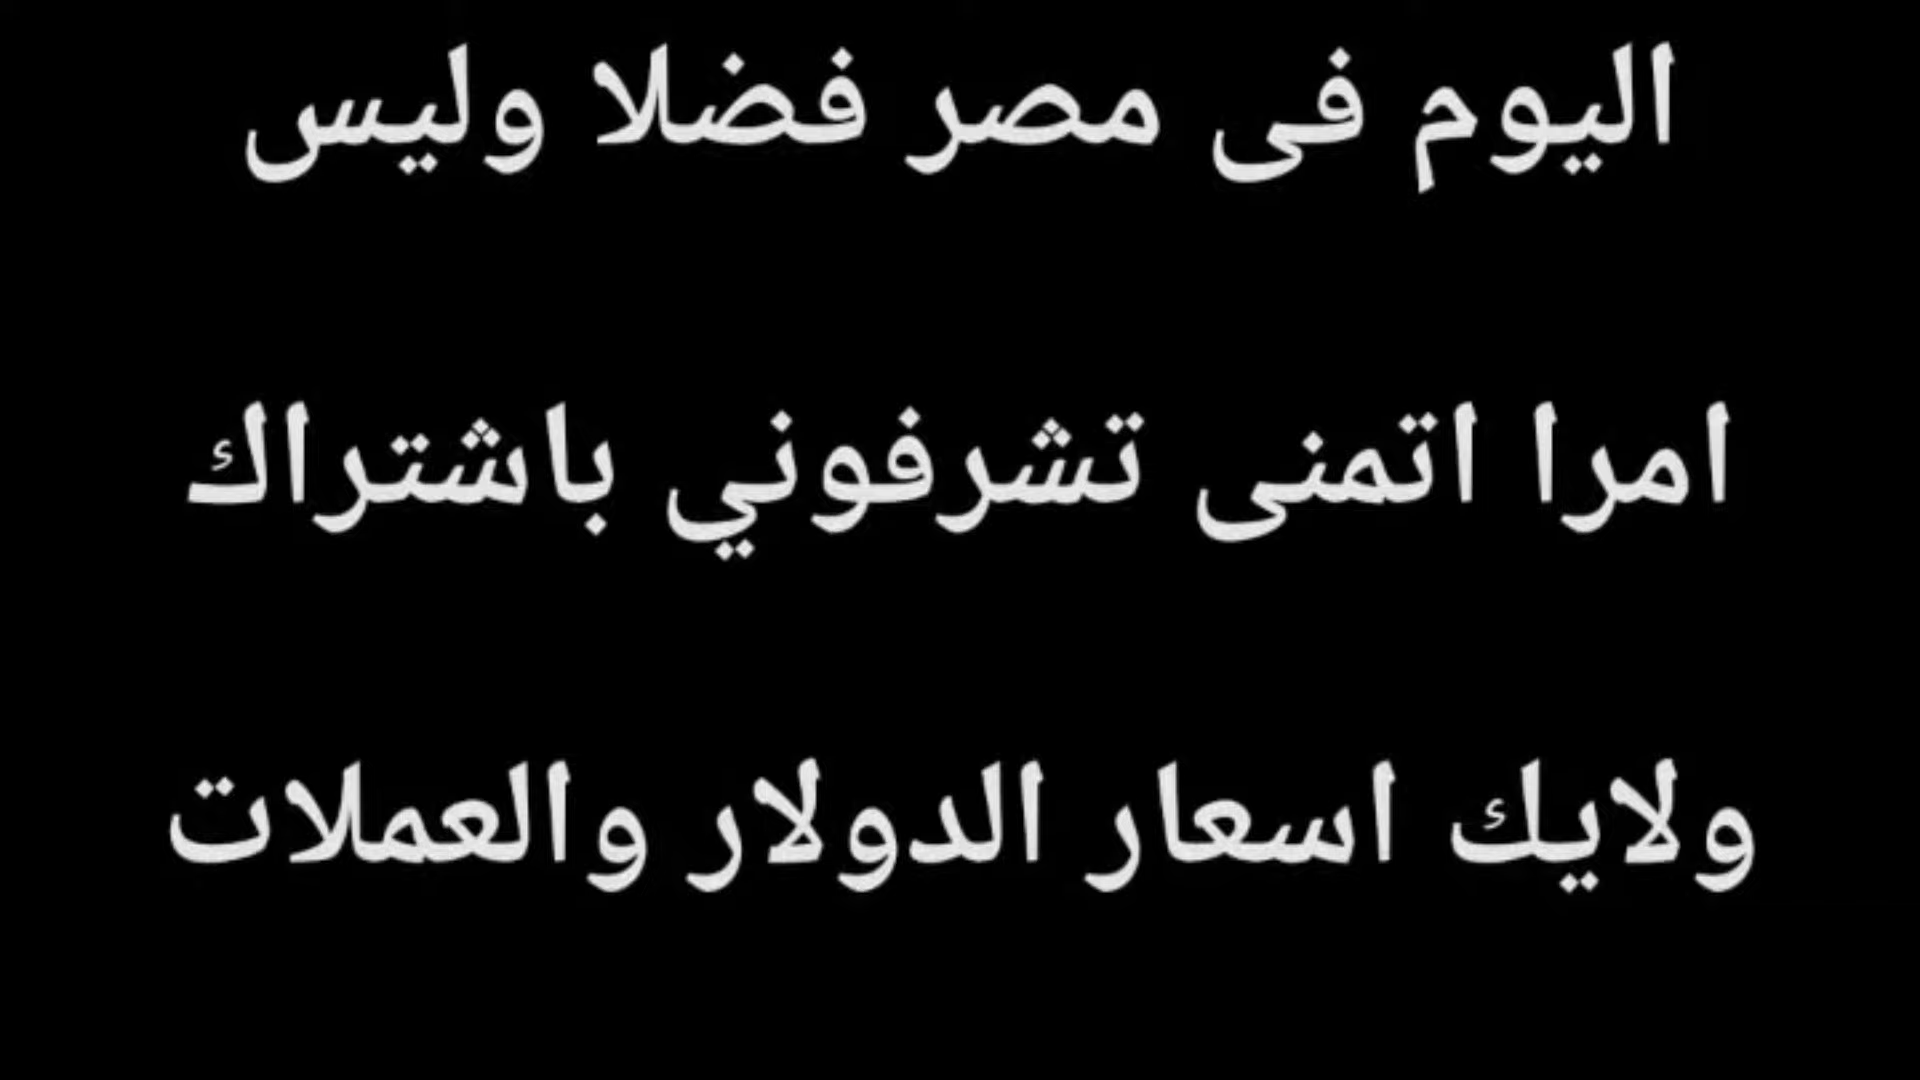 اليوم فى مصر فضلا وليس
امرا اتمنى تشرفوني باشتراك
ولايك اسعار الدولار والعملات